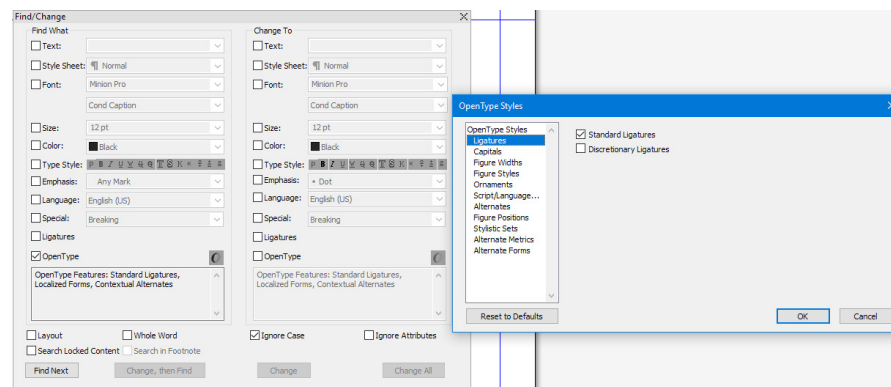 Find/Change
Find What
Text:
Style Sheet: ¶ Normal
Font: Minion Pro
Cond Caption
Size: 12 pt
Color: Black
Type Style:
Emphasis: Any Mark
Language: English (US)
Special: Breaking
Ligatures
OpenType
OpenType Features: Standard Ligatures,
Localized Forms, Contextual Alternates
Change To
Text:
Style Sheet: ¶ Normal
Font: Minion Pro
Cond Caption
Size: 12 pt
Color: Black
Type Style:
Emphasis: • Dot
Language: English (US)
Special: Breaking
Ligatures
OpenType
OpenType Features: Standard Ligatures,
Localized Forms, Contextual Alternates
Layout Whole Word Ignore Case Ignore Attributes
Search Locked Content Search in Footnote
Find Next Change, then Find Change Change All
OpenType Styles
OpenType Styles
Ligatures
Capitals
Figure Widths
Figure Styles
Ornaments
Script/Language...
Alternates
Figure Positions
Stylistic Sets
Alternate Metrics
Alternate Forms
Standard Ligatures
Discretionary Ligatures
Reset to Defaults OK Cancel